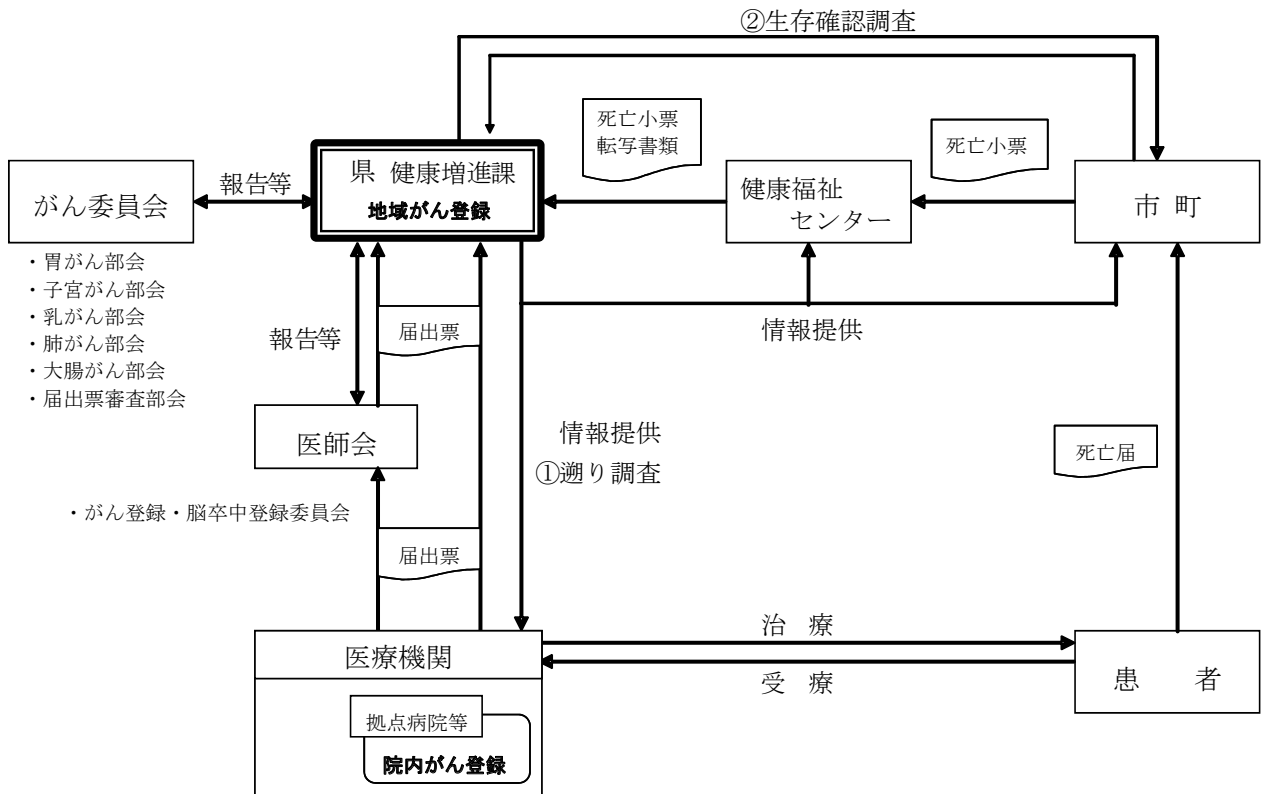 ②生存確認調査
死亡小票
転写書類
死亡小票
県 健康増進課
地域がん登録
がん委員会
報告等
健康福祉
センター
市 町
・胃がん部会
・子宮がん部会
・乳がん部会
・肺がん部会
・大腸がん部会
・届出票審査部会
報告等
届出票
情報提供
医師会
情報提供
①遡り調査
死亡届
・がん登録・脳卒中登録委員会
届出票
医療機関
治 療
受 療
患 者
拠点病院等
院内がん登録